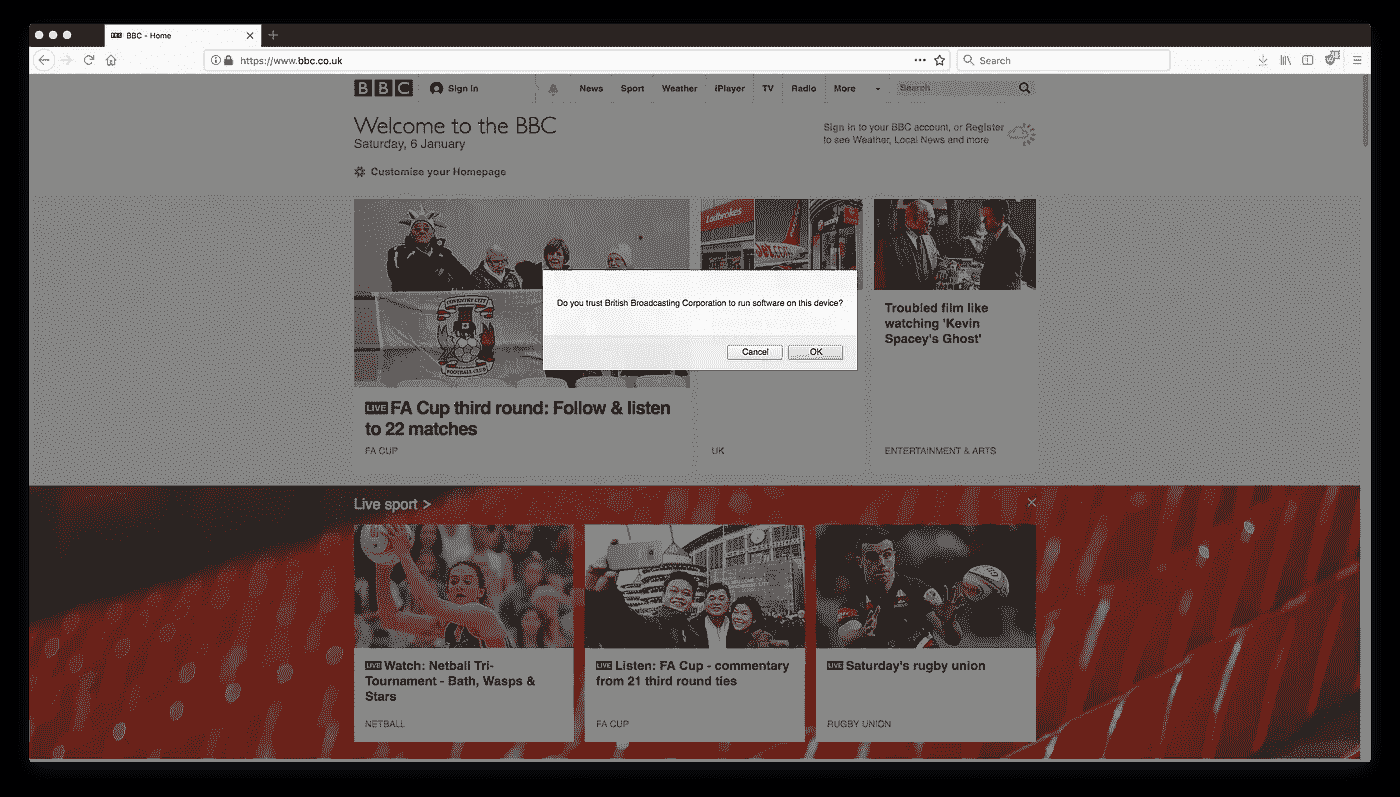 BBC - Home
https://www.bbc.co.uk
Search
BBC
Sign in
News
Sport
Weather
iPlayer
TV
Radio
More
Search
Welcome to the BBC
Saturday, 6 January
Sign in to your BBC account, or Register
to see Weather, Local News and more
Customise your Homepage
Ladbrokes
COVENTRY CITY
FOOTBALL CLUB
Do you trust British Broadcasting Corporation to run software on this device?
Cancel
OK
LIVE FA Cup third round: Follow & listen
to 22 matches
FA CUP
UK
Troubled film like
watching 'Kevin
Spacey's Ghost'
ENTERTAINMENT & ARTS
Live sport >
LIVE Watch: Netball Tri-
Tournament - Bath, Wasps &
Stars
NETBALL
LIVE Listen: FA Cup - commentary
from 21 third round ties
FA CUP
LIVE Saturday's rugby union
RUGBY UNION